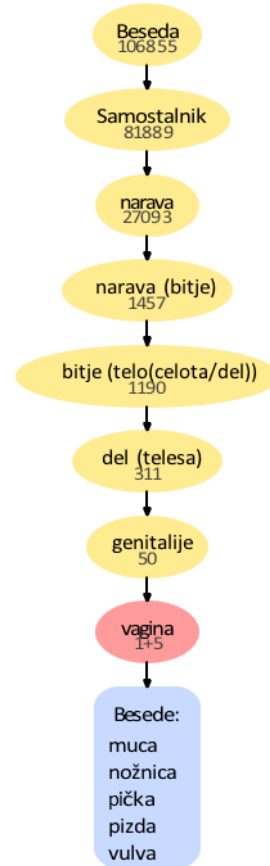 Beseda
106855
Samostalnik
81889
narava
27093
narava (bitje)
1457
bitje (telo(celota/del))
1190
del (telesa)
311
genitalije
50
vagina
1+5
Besede:
muca
nožnica
pička
pizda
vulva